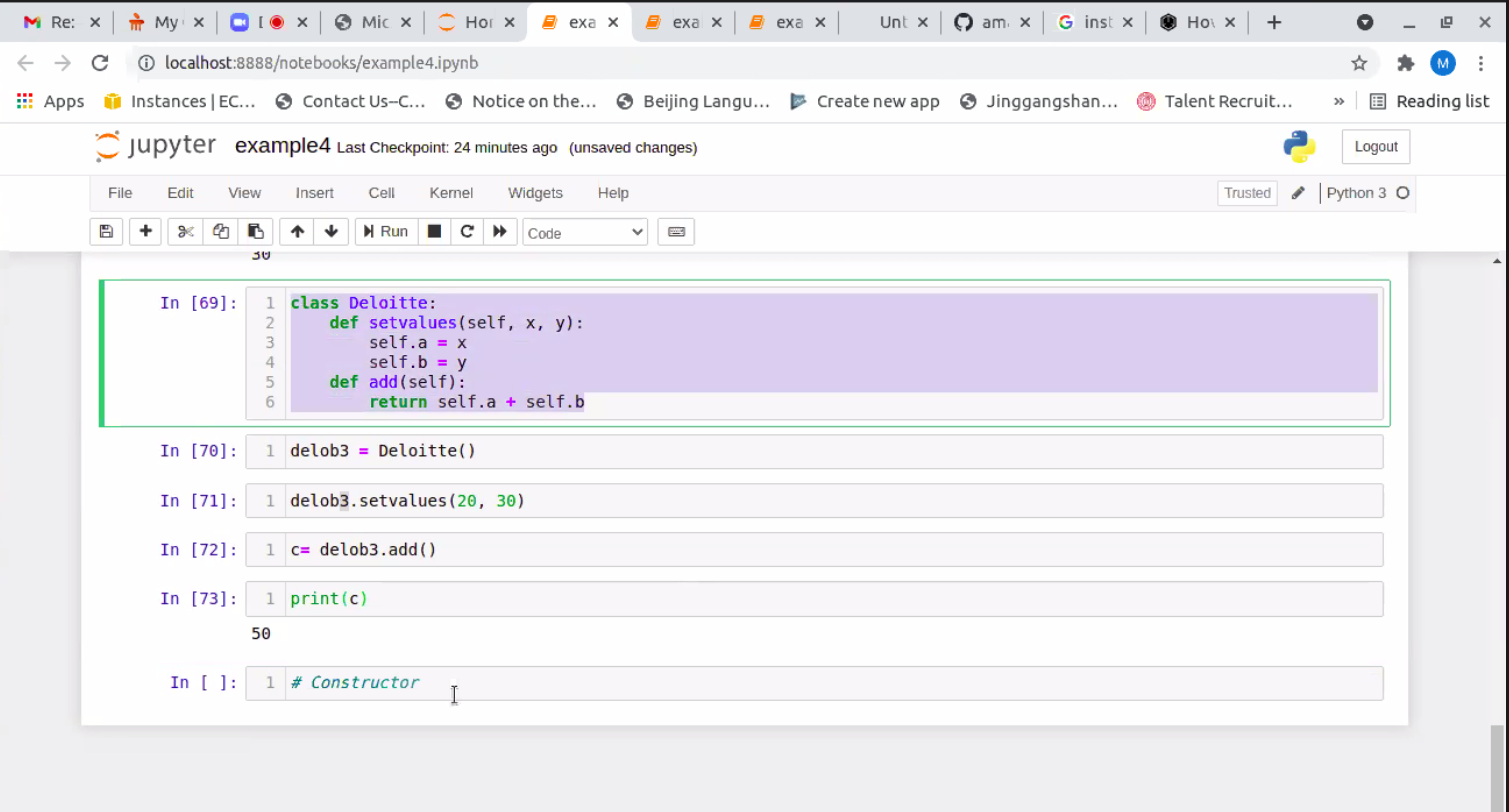 Re:
My
D
Mic
Hor
exa
exa
exa
Unt
ama
inst
Hov
localhost:8888/notebooks/example4.ipynb
M
Apps
Instances | EC...
Contact Us–C...
Notice on the...
Beijing Langu...
Create new app
Jinggangshan...
Talent Recruit...
»
Reading list
jupyter example4 Last Checkpoint: 24 minutes ago (unsaved changes)
Logout
File Edit View Insert Cell Kernel Widgets Help
Trusted
Python 3
Run
Code
30
In [69]:
1 class Deloitte:
2 def setvalues(self, x, y):
3 self.a = x
4 self.b = y
5 def add(self):
6 return self.a + self.b
In [70]: 1 delob3 = Deloitte()
In [71]: 1 delob3.setvalues(20, 30)
In [72]: 1 c= delob3.add()
In [73]: 1 print(c)
50
In [ ]: 1 # Constructor